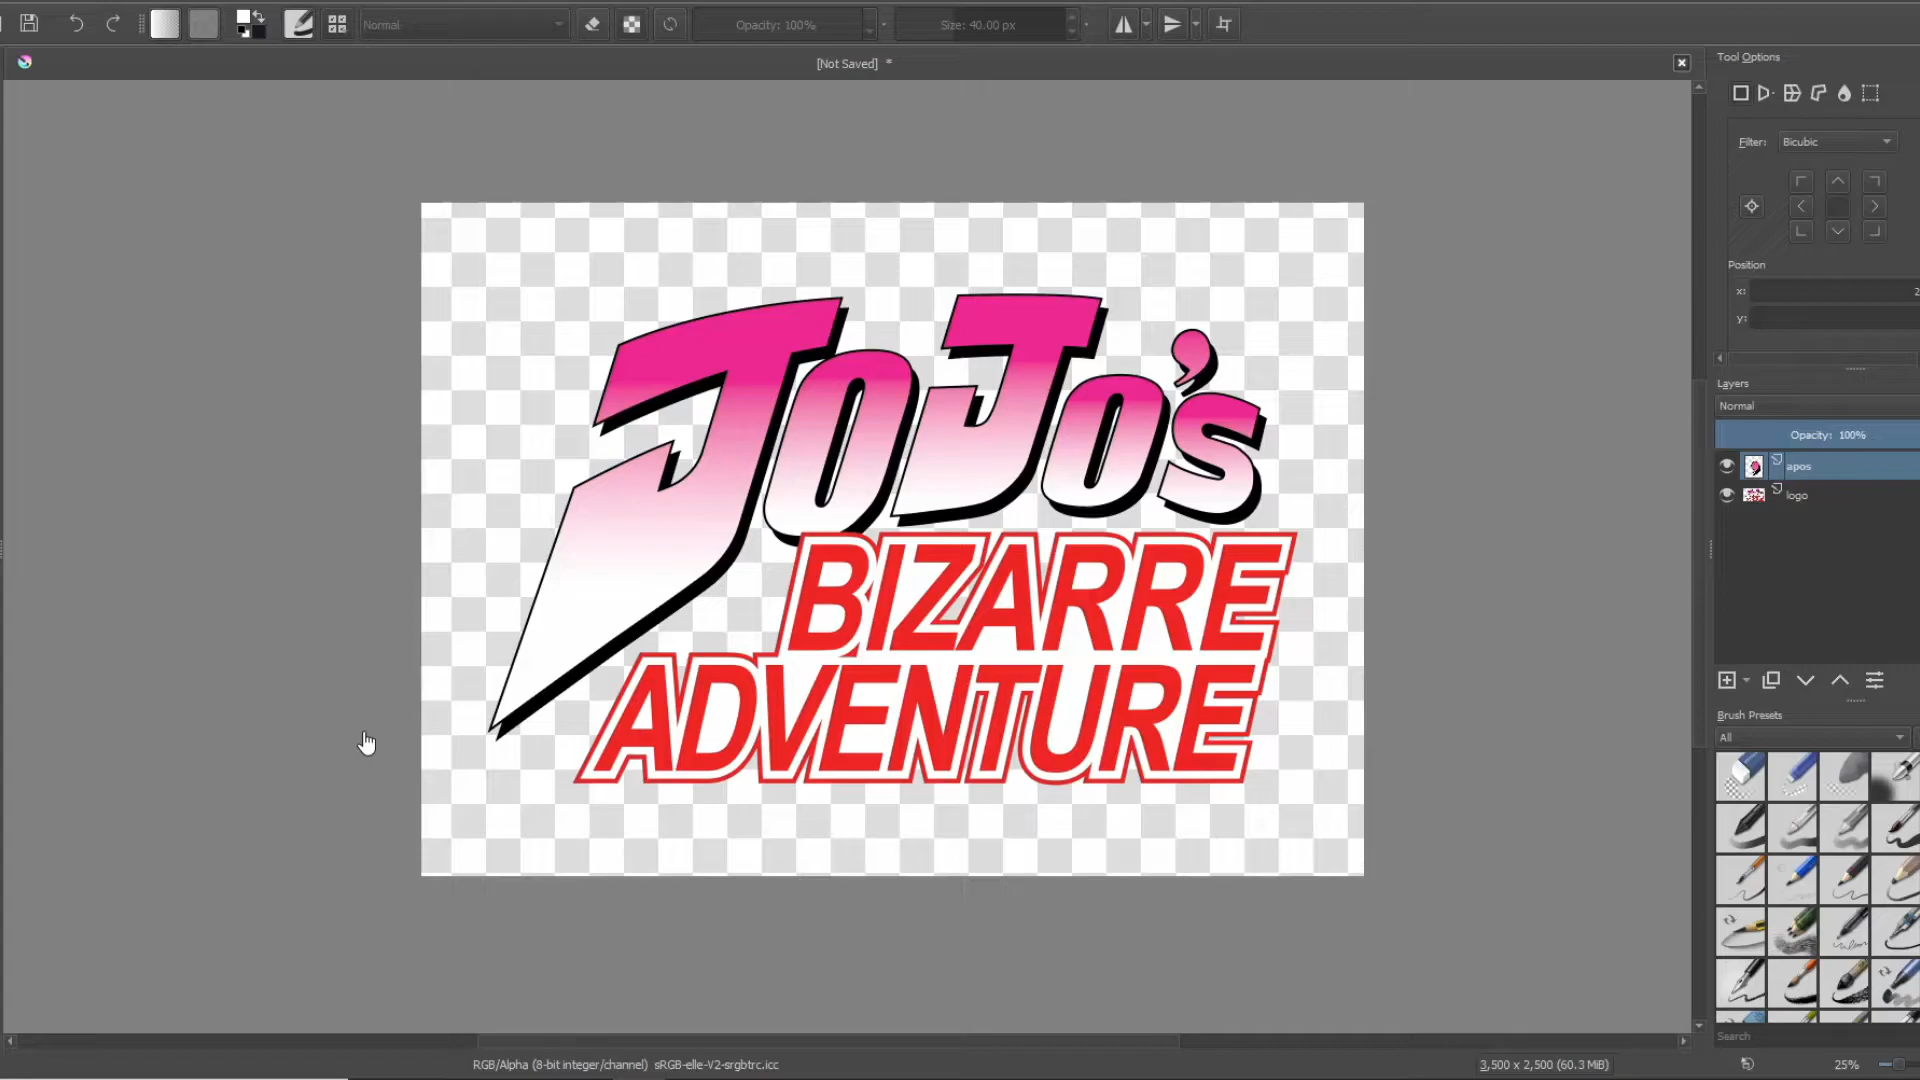 Normal
Opacity: 100%
Size: 40.00 px
[Not Saved] *
Tool Options
Filter:
Bicubic
Position
x:
2
y:
Layers
Normal
Opacity: 100%
apos
logo
JoJo's
BIZARRE
ADVENTURE
Brush Presets
All
Search
RGB/Alpha (8-bit integer/channel) sRGB-elle-V2-srgbtrc.icc
3,500 x 2,500 (60.3 MiB)
25%